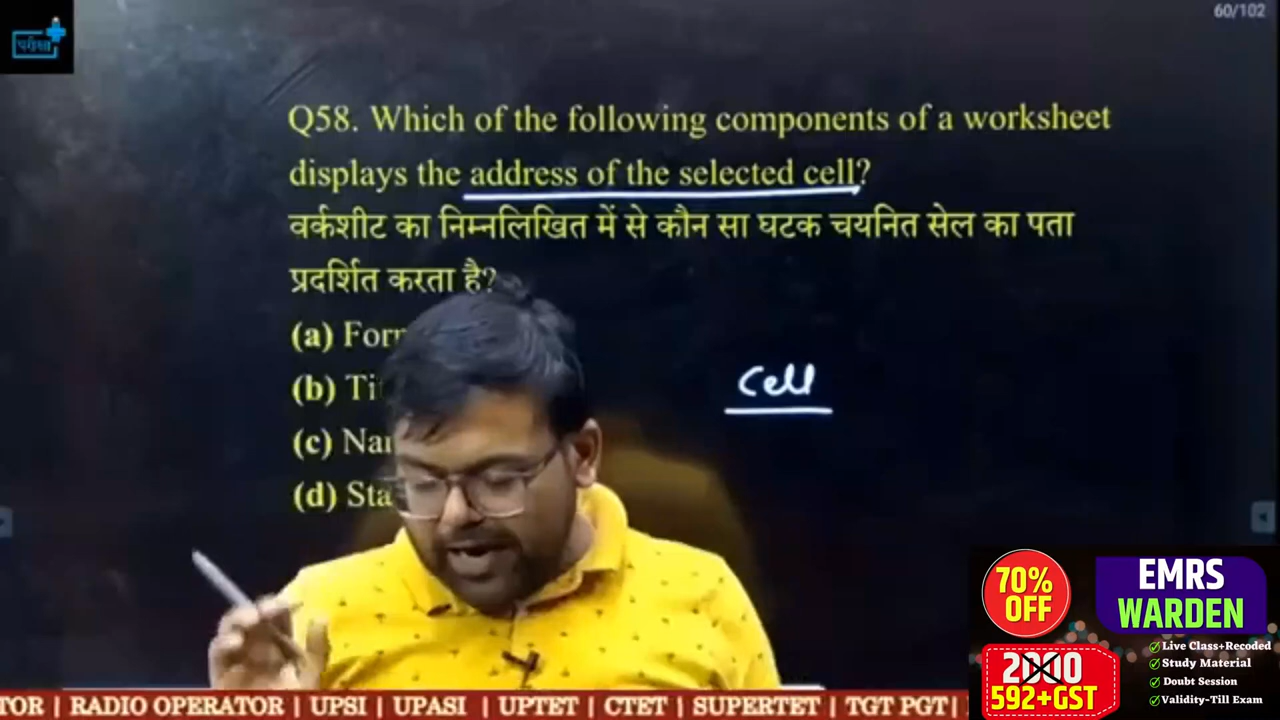 60/102
परीक्षा
Q58. Which of the following components of a worksheet
displays the address of the selected cell?
वर्कशीट का निम्नलिखित में से कौन सा घटक चयनित सेल का पता
प्रदर्शित करता है?
(a) For
(b) Ti
(c) Na
(d) Sta
Cell
70%
OFF
EMRS
WARDEN
2000
592+GST
Live Class+Recoded
Study Material
Doubt Session
Validity-Till Exam
TOR | RADIO OPERATOR | UPSI | UPASI | UPTET | CTET | SUPERTET | TGT PGT |